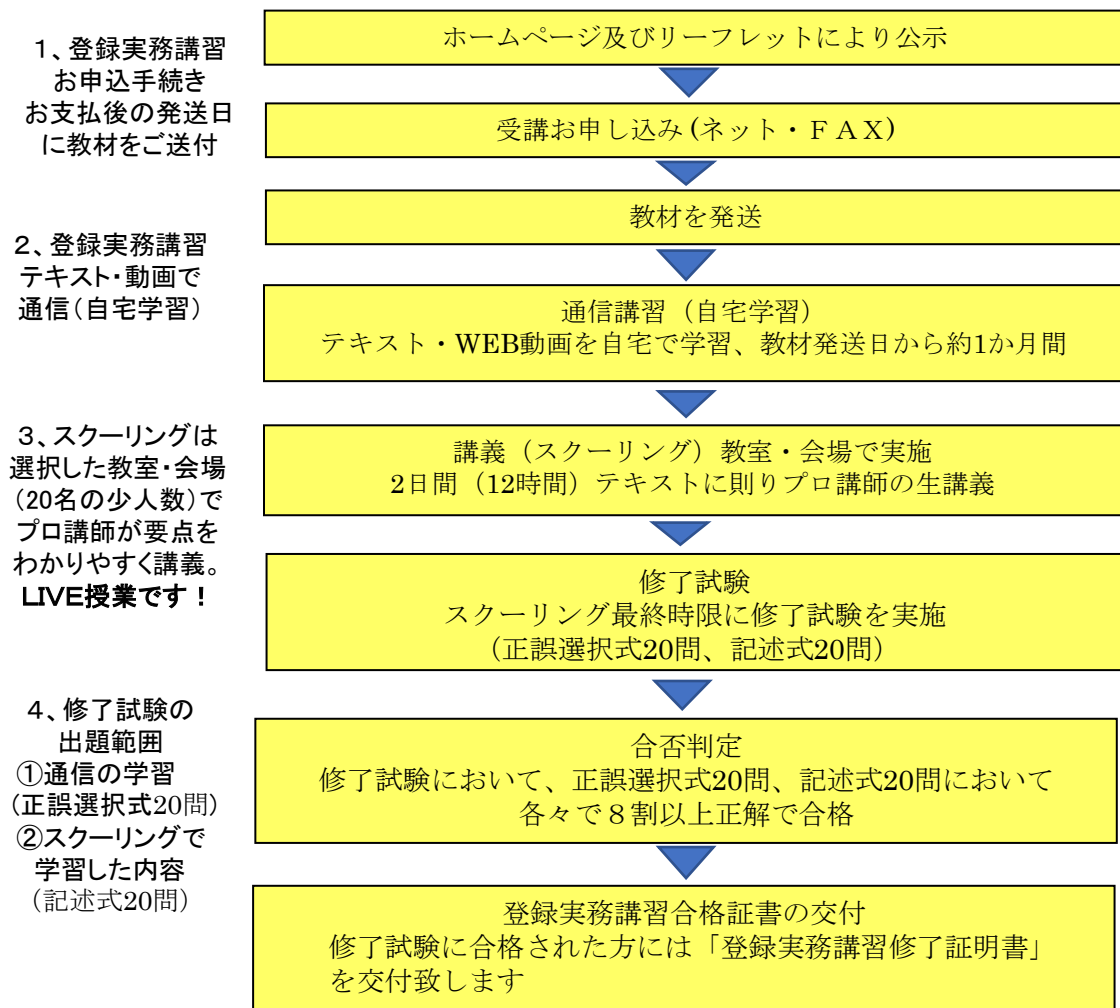 1、登録実務講習
お申込手続き
お支払後の発送日
に教材をご送付
ホームページ及びリーフレットにより公示
受講お申し込み(ネット・ＦＡＸ)
教材を発送
2、登録実務講習
テキスト・動画で
通信(自宅学習)
通信講習（自宅学習）
テキスト・WEB動画を自宅で学習、教材発送日から約1か月間
3、スクーリングは
選択した教室・会場
(20名の少人数)で
プロ講師が要点を
わかりやすく講義。
LIVE授業です！
講義（スクーリング）教室・会場で実施
2日間（12時間）テキストに則りプロ講師の生講義
修了試験
スクーリング最終時限に修了試験を実施
（正誤選択式20問、記述式20問）
4、修了試験の
出題範囲
①通信の学習
(正誤選択式20問)
②スクーリングで
学習した内容
（記述式20問）
合否判定
修了試験において、正誤選択式20問、記述式20問において
各々で８割以上正解で合格
登録実務講習合格証書の交付
修了試験に合格された方には「登録実務講習修了証明書」
を交付致します